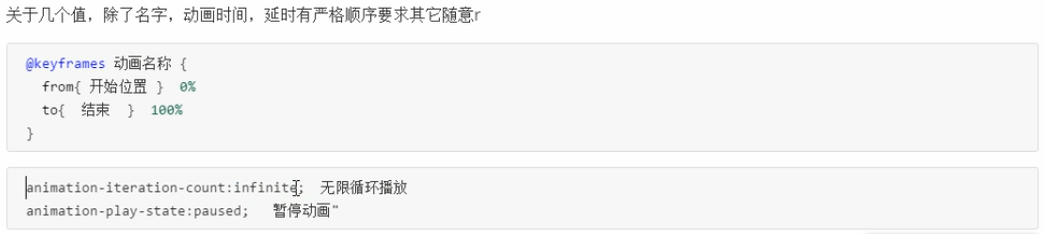 关于几个值，除了名字，动画时间，延时有严格顺序要求其它随意r
@keyframes 动画名称 {
from{ 开始位置 } 0%
to{ 结束 } 100%
}
animation-iteration-count:infinite; 无限循环播放
animation-play-state:paused; 暂停动画"